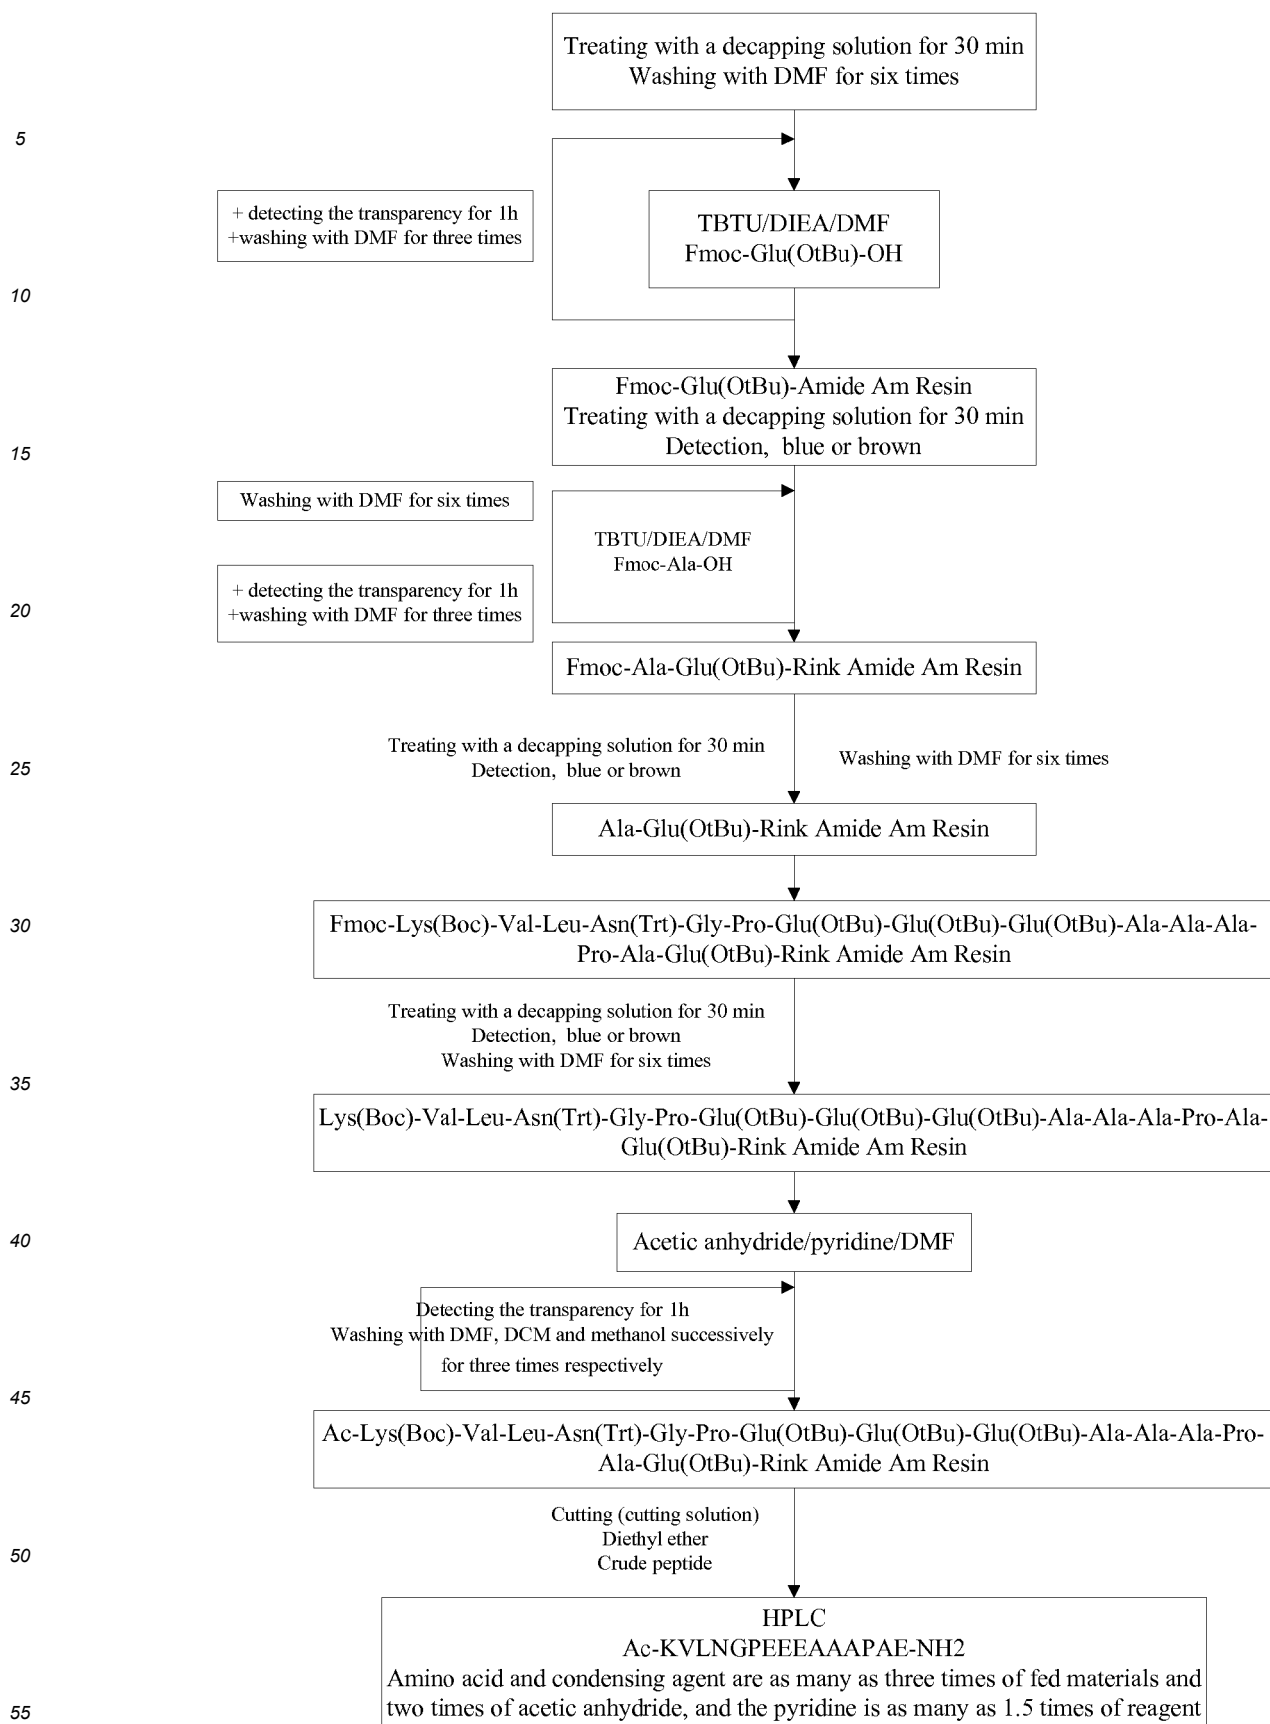 Treating with a decapping solution for 30 min
Washing with DMF for six times
5
+ detecting the transparency for 1h
+washing with DMF for three times
TBTU/DIEA/DMF
Fmoc-Glu(OtBu)-OH
10
Fmoc-Glu(OtBu)-Amide Am Resin
Treating with a decapping solution for 30 min
Detection, blue or brown
15
Washing with DMF for six times
TBTU/DIEA/DMF
Fmoc-Ala-OH
+ detecting the transparency for 1h
+washing with DMF for three times
20
Fmoc-Ala-Glu(OtBu)-Rink Amide Am Resin
Treating with a decapping solution for 30 min
Detection, blue or brown
Washing with DMF for six times
25
Ala-Glu(OtBu)-Rink Amide Am Resin
30
Fmoc-Lys(Boc)-Val-Leu-Asn(Trt)-Gly-Pro-Glu(OtBu)-Glu(OtBu)-Glu(OtBu)-Ala-Ala-Ala-
Pro-Ala-Glu(OtBu)-Rink Amide Am Resin
Treating with a decapping solution for 30 min
Detection, blue or brown
Washing with DMF for six times
35
Lys(Boc)-Val-Leu-Asn(Trt)-Gly-Pro-Glu(OtBu)-Glu(OtBu)-Glu(OtBu)-Ala-Ala-Ala-Pro-Ala-
Glu(OtBu)-Rink Amide Am Resin
40
Acetic anhydride/pyridine/DMF
Detecting the transparency for 1h
Washing with DMF, DCM and methanol successively
for three times respectively
45
Ac-Lys(Boc)-Val-Leu-Asn(Trt)-Gly-Pro-Glu(OtBu)-Glu(OtBu)-Glu(OtBu)-Ala-Ala-Ala-Pro-
Ala-Glu(OtBu)-Rink Amide Am Resin
Cutting (cutting solution)
Diethyl ether
Crude peptide
50
HPLC
Ac-KVLNGPEEEAAAPAE-NH2
Amino acid and condensing agent are as many as three times of fed materials and
two times of acetic anhydride, and the pyridine is as many as 1.5 times of reagent
55